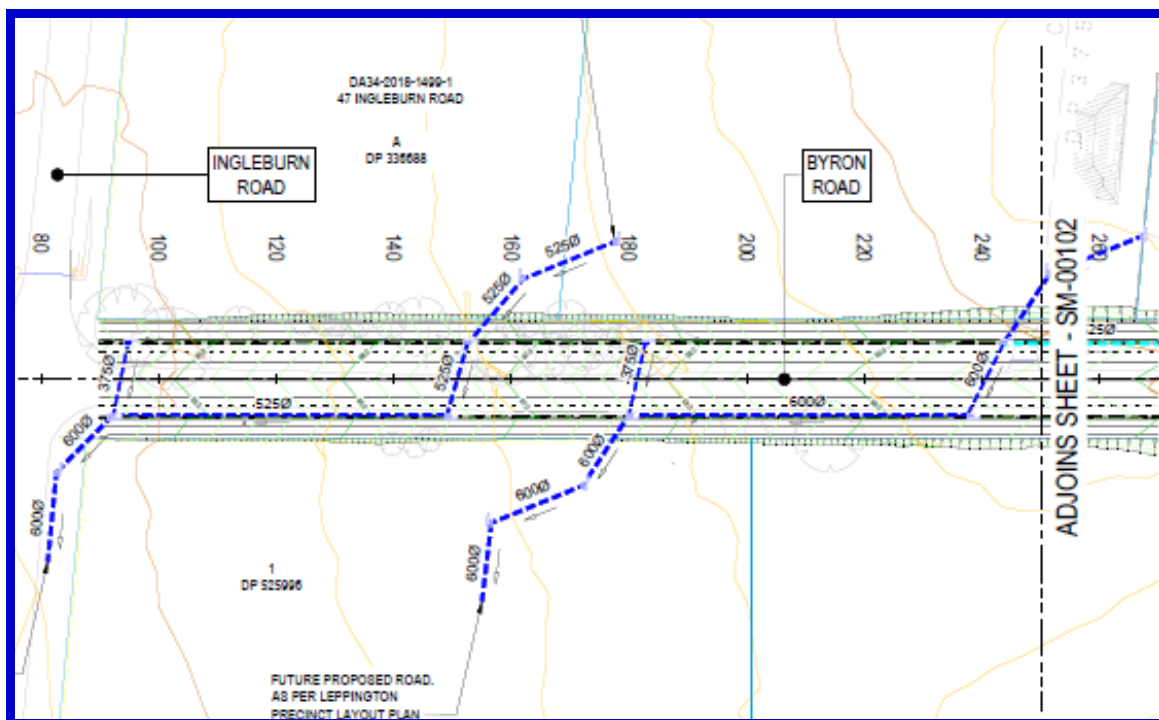 DA34-2018-1499-1
47 INGLEBURN ROAD
A
DP 336688
INGLEBURN
ROAD
BYRON
ROAD
80
100
120
140
160
180
200
220
240
260
525Ø
525Ø
525Ø
375Ø
375Ø
600Ø
25Ø
525Ø
600Ø
600Ø
600Ø
600Ø
600Ø
600Ø
ADJOINS SHEET - SM-00102
1
DP 525996
FUTURE PROPOSED ROAD.
AS PER LEPPINGTON
PRECINCT LAYOUT PLAN